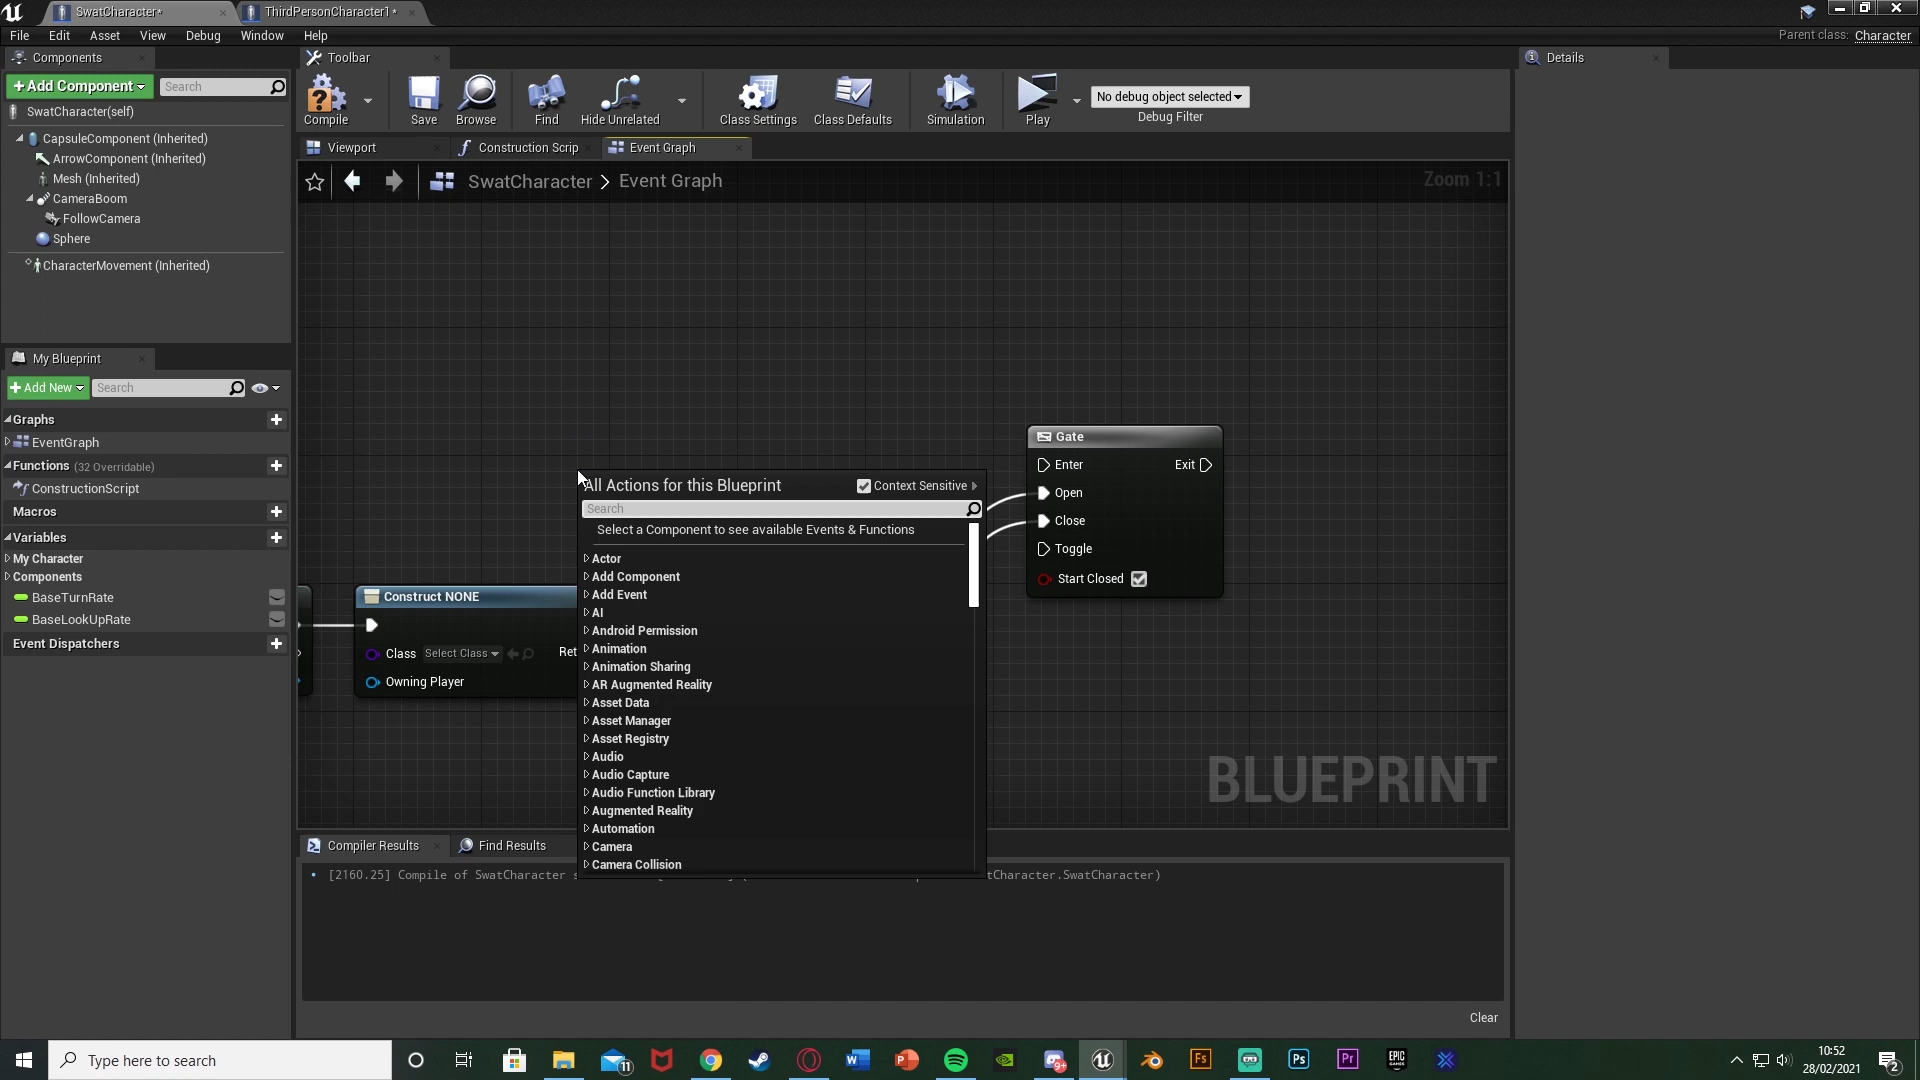 SwatCharacter*
ThirdPersonCharacter1*
File Edit Asset View Debug Window Help
Parent class: Character
Components
Toolbar
Details
+Add Component
Search
SwatCharacter(self)
CapsuleComponent (Inherited)
ArrowComponent (Inherited)
Mesh (Inherited)
CameraBoom
FollowCamera
Sphere
CharacterMovement (Inherited)
Compile
Save
Browse
Find
Hide Unrelated
Class Settings
Class Defaults
Simulation
Play
No debug object selected
Debug Filter
Viewport
Construction Scrip
Event Graph
SwatCharacter > Event Graph
Zoom 1:1
My Blueprint
+Add New
Search
Graphs
EventGraph
Functions (32 Overridable)
ConstructionScript
Macros
Variables
My Character
Components
BaseTurnRate
BaseLookUpRate
Event Dispatchers
Construct NONE
Class Select Class
Ret
Owning Player
All Actions for this Blueprint
Context Sensitive
Search
Select a Component to see available Events & Functions
Actor
Add Component
Add Event
AI
Android Permission
Animation
Animation Sharing
AR Augmented Reality
Asset Data
Asset Manager
Asset Registry
Audio
Audio Capture
Audio Function Library
Augmented Reality
Automation
Camera
Camera Collision
Gate
Enter
Exit
Open
Close
Toggle
Start Closed
BLUEPRINT
Compiler Results
Find Results
[2160.25] Compile of SwatCharacter
tCharacter.SwatCharacter)
Clear
Type here to search
11
9+
10:52
28/02/2021
2